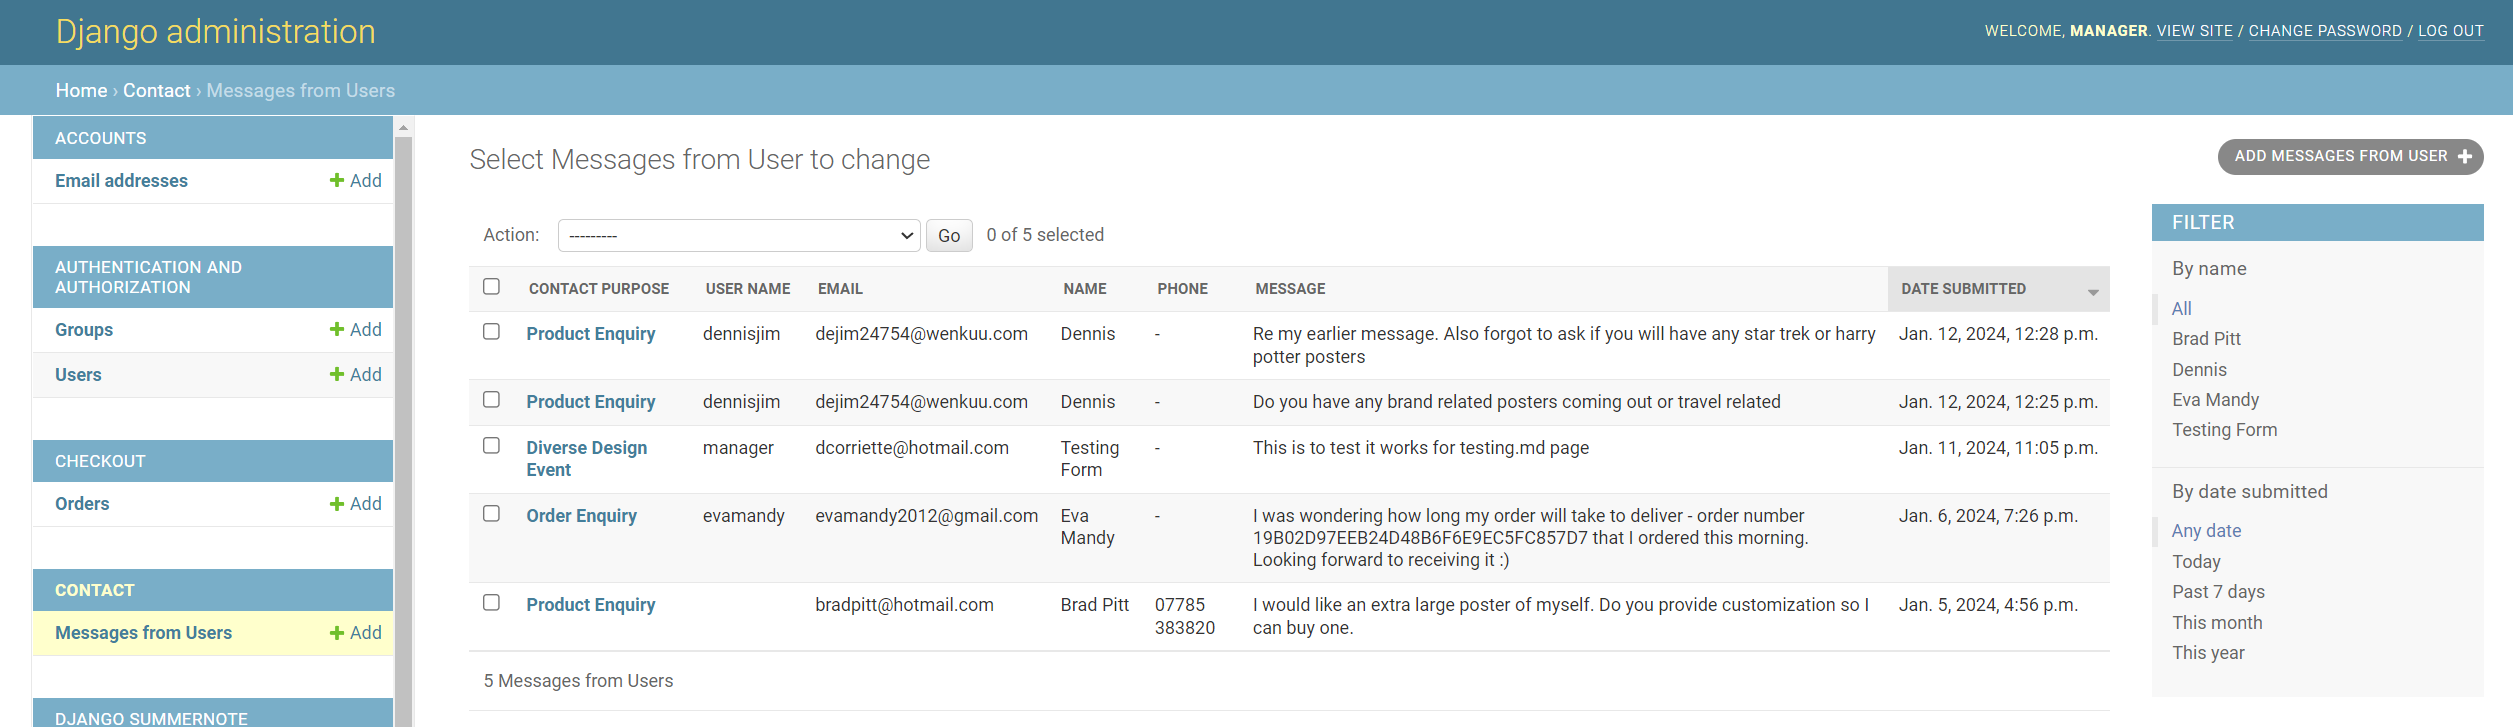 Django administration
WELCOME, MANAGER. VIEW SITE / CHANGE PASSWORD / LOG OUT
Home › Contact › Messages from Users
ACCOUNTS
Email addresses
Add
AUTHENTICATION AND
AUTHORIZATION
Groups
Add
Users
Add
CHECKOUT
Orders
Add
CONTACT
Messages from Users
Add
DJANGO SUMMERNOTE
Select Messages from User to change
ADD MESSAGES FROM USER
Action:
---------
Go
0 of 5 selected
CONTACT PURPOSE
USER NAME
EMAIL
NAME
PHONE
MESSAGE
DATE SUBMITTED
Product Enquiry
dennisjim
dejim24754@wenkuu.com
Dennis
-
Re my earlier message. Also forgot to ask if you will have any star trek or harry
potter posters
Jan. 12, 2024, 12:28 p.m.
Product Enquiry
dennisjim
dejim24754@wenkuu.com
Dennis
-
Do you have any brand related posters coming out or travel related
Jan. 12, 2024, 12:25 p.m.
Diverse Design
Event
manager
dcorriette@hotmail.com
Testing
Form
-
This is to test it works for testing.md page
Jan. 11, 2024, 11:05 p.m.
Order Enquiry
evamandy
evamandy2012@gmail.com
Eva
Mandy
-
I was wondering how long my order will take to deliver - order number
19B02D97EEB24D48B6F6E9EC5FC857D7 that I ordered this morning.
Looking forward to receiving it :)
Jan. 6, 2024, 7:26 p.m.
Product Enquiry
bradpitt@hotmail.com
Brad Pitt
07785
383820
I would like an extra large poster of myself. Do you provide customization so I
can buy one.
Jan. 5, 2024, 4:56 p.m.
5 Messages from Users
FILTER
By name
All
Brad Pitt
Dennis
Eva Mandy
Testing Form
By date submitted
Any date
Today
Past 7 days
This month
This year